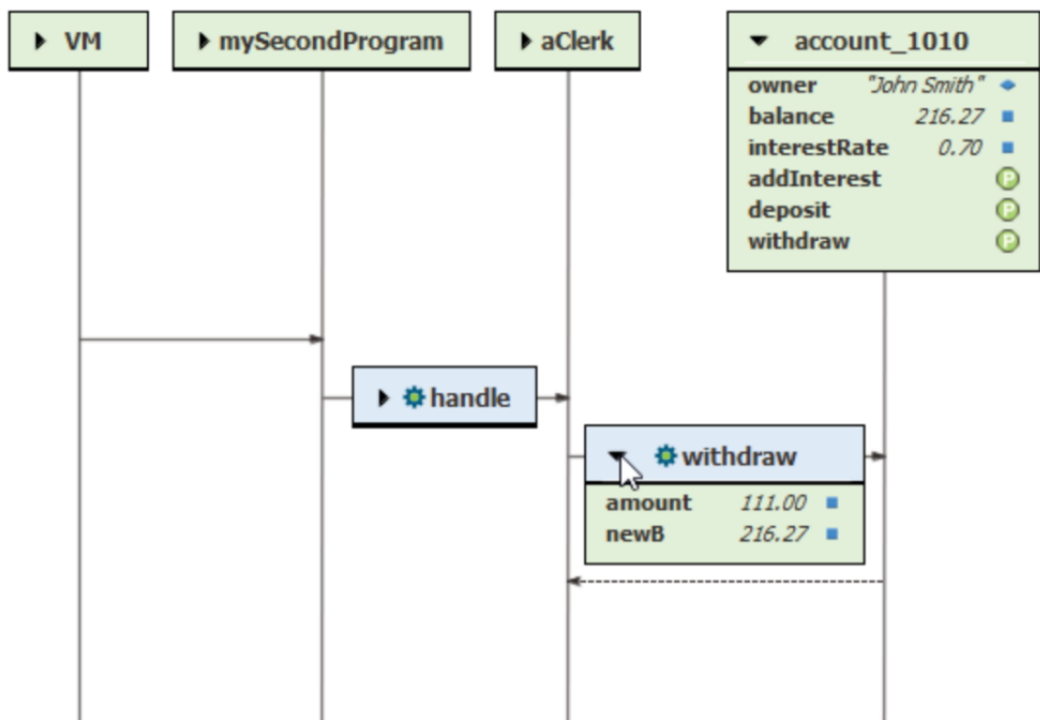 VM
mySecondProgram
aClerk
account_1010
owner "John Smith"
balance 216.27
interestRate 0.70
addInterest P
deposit P
withdraw P
handle
withdraw
amount 111.00
newB 216.27